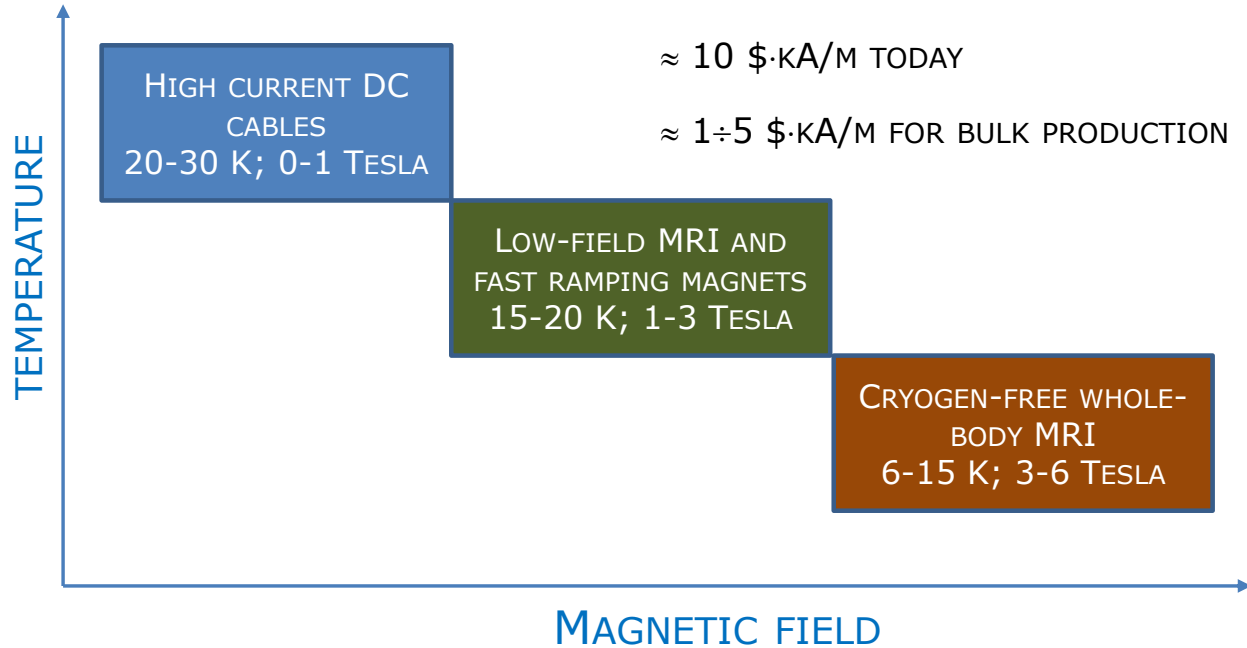 ≈ 10 $·KA/M TODAY
≈ 1÷5 $·KA/M FOR BULK PRODUCTION
HIGH CURRENT DC
CABLES
20-30 K; 0-1 TESLA
LOW-FIELD MRI AND
FAST RAMPING MAGNETS
15-20 K; 1-3 TESLA
CRYOGEN-FREE WHOLE-
BODY MRI
6-15 K; 3-6 TESLA
TEMPERATURE
MAGNETIC FIELD